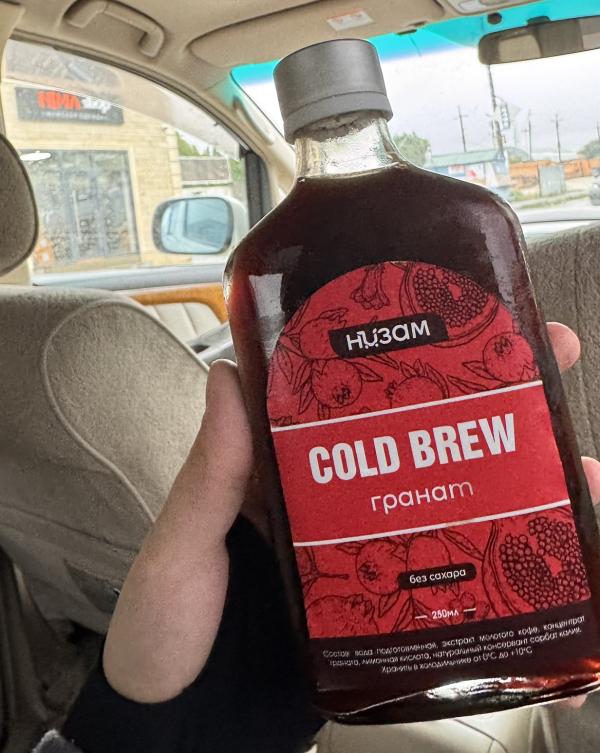 низам
COLD BREW
гранат
без сахара
250мл
Состав: вода подготовленная, экстракт молотого кофе, концентрат
граната, лимонная кислота, натуральный консервант сорбат калия.
Хранить в холодильнике от 0°C до +10°C